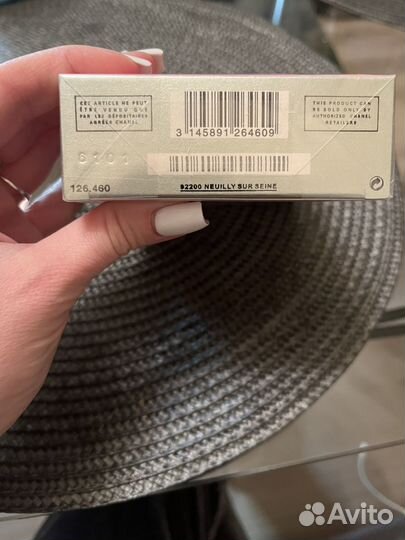 CET ARTICLE NE PEUT
ÊTRE VENDU QUE
PAR LES DÉPOSITAIRES
AGRÉÉS CHANEL
3 145891 264609
THIS PRODUCT CAN
BE SOLD ONLY BY
AUTHORIZED CHANEL
RETAILERS
6101
126.460
92200 NEUILLY SUR SEINE
Avito